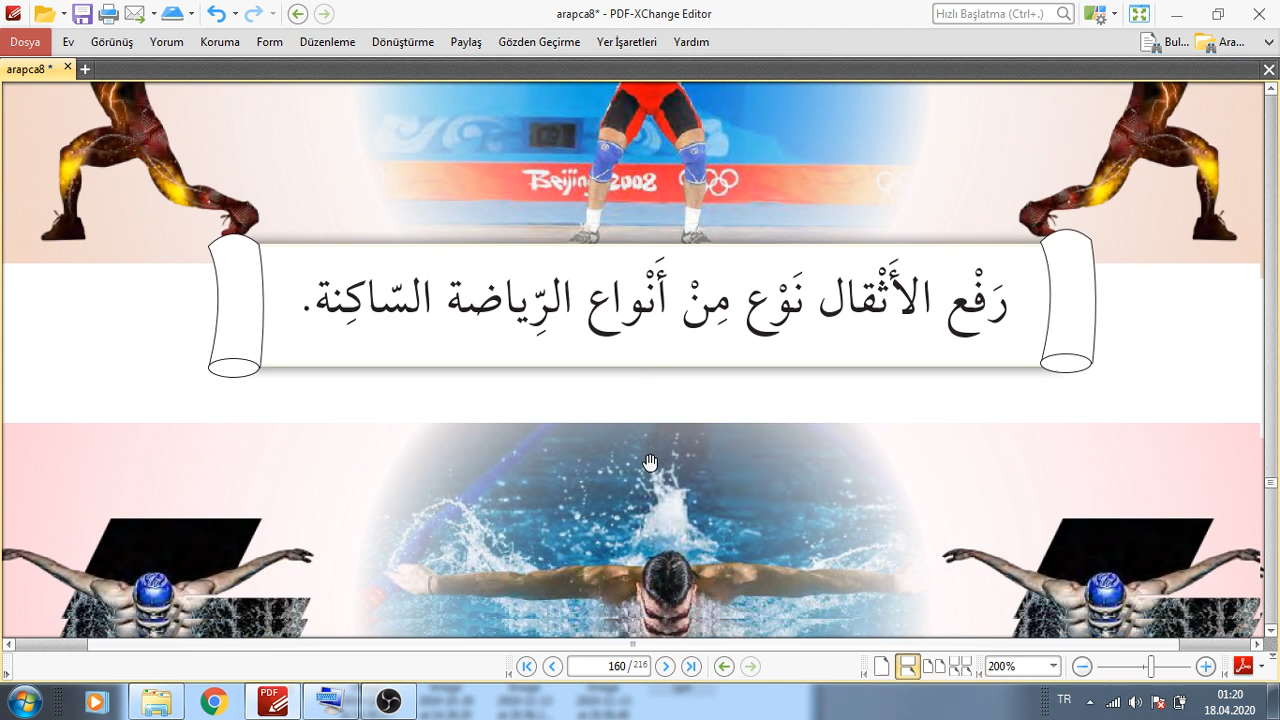 arapca8* - PDF-XChange Editor
Hızlı Başlatma (Ctrl+.)
Dosya Ev Görünüş Yorum Koruma Form Düzenleme Dönüştürme Paylaş Gözden Geçirme Yer İşaretleri Yardım
Bul... Ara...
arapca8 *
Beijing 2008
رَفْع الأَثْقال نَوْع مِنْ أَنْواع الرِّياضة السّاكِنة.
160 / 216
200%
PDF
TR
01:20
18.04.2020